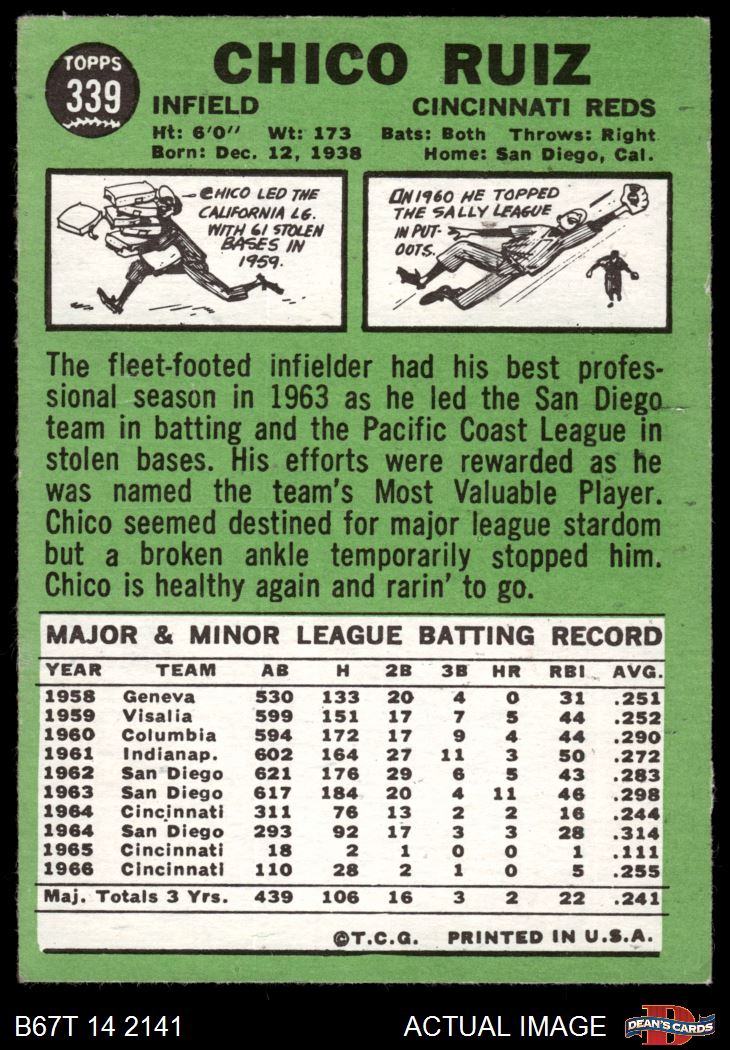 TOPPS
339
CHICO RUIZ
INFIELD CINCINNATI REDS
Ht: 6'0" Wt: 173 Bats: Both Throws: Right
Born: Dec. 12, 1938 Home: San Diego, Cal.
CHICO LED THE
CALIFORNIA LG.
WITH 61 STOLEN
BASES IN
1959.
IN 1960 HE TOPPED
THE SALLY LEAGUE
IN PUT-
OUTS.
The fleet-footed infielder had his best profes-
sional season in 1963 as he led the San Diego
team in batting and the Pacific Coast League in
stolen bases. His efforts were rewarded as he
was named the team's Most Valuable Player.
Chico seemed destined for major league stardom
but a broken ankle temporarily stopped him.
Chico is healthy again and rarin' to go.
MAJOR & MINOR LEAGUE BATTING RECORD
YEAR TEAM AB H 2B 3B HR RBI AVG.
1958 Geneva 530 133 20 4 0 31 .251
1959 Visalia 599 151 17 7 5 44 .252
1960 Columbia 594 172 17 9 4 44 .290
1961 Indianap. 602 164 27 11 3 50 .272
1962 San Diego 621 176 29 6 5 43 .283
1963 San Diego 617 184 20 4 11 46 .298
1964 Cincinnati 311 76 13 2 2 16 .244
1964 San Diego 293 92 17 3 3 28 .314
1965 Cincinnati 18 2 1 0 0 1 .111
1966 Cincinnati 110 28 2 1 0 5 .255
Maj. Totals 3 Yrs. 439 106 16 3 2 22 .241
©T.C.G. PRINTED IN U.S.A.
B67T 14 2141 ACTUAL IMAGE D DEAN'S CARDS